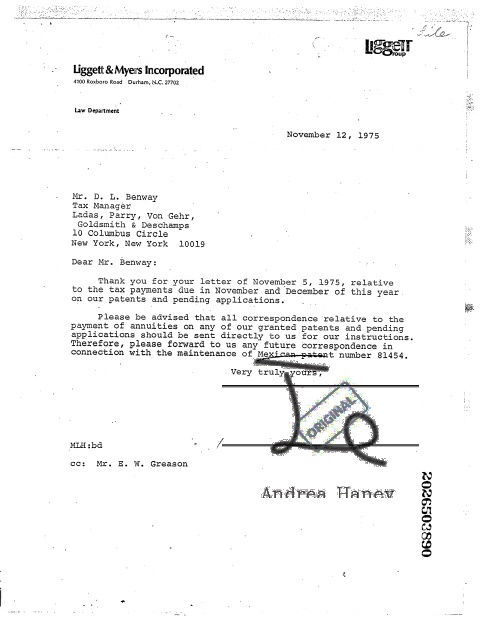 File
Liggett
GROUP
Liggett & Myers Incorporated
4100 Roxboro Road Durham, N.C. 27702
Law Department
November 12, 1975
Mr. D. L. Benway
Tax Manager
Ladas, Parry, Von Gehr,
Goldsmith & Deschamps
10 Columbus Circle
New York, New York 10019
Dear Mr. Benway:
Thank you for your letter of November 5, 1975, relative
to the tax payments due in November and December of this year
on our patents and pending applications.
Please be advised that all correspondence relative to the
payment of annuities on any of our granted patents and pending
applications should be sent directly to us for our instructions.
Therefore, please forward to us any future correspondence in
connection with the maintenance of Mexican patent number 81454.
Very truly yours,
ORIGINAL
MLH:bd
cc: Mr. E. W. Greason
Andrea Haney
2026503890